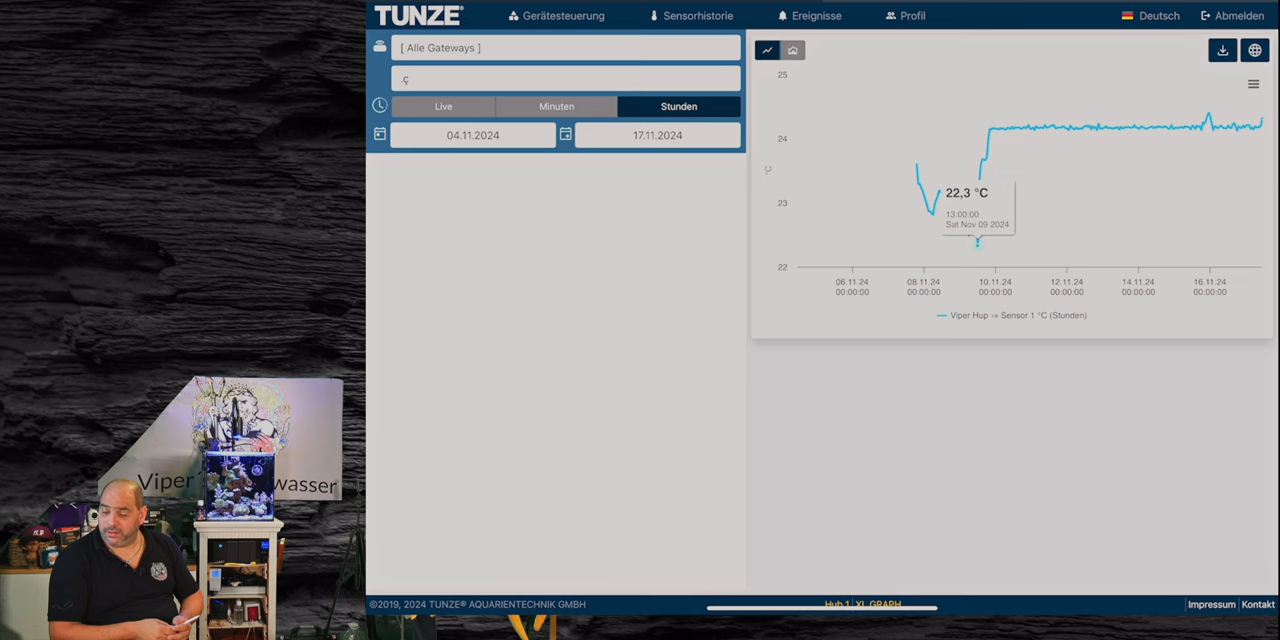 TUNZE®
Gerätesteuerung
Sensorhistorie
Ereignisse
Profil
Deutsch
Abmelden
[ Alle Gateways ]
.ç
Live
Minuten
Stunden
04.11.2024
17.11.2024
25
24
23
22
°C
22,3 °C
13:00:00
Sat Nov 09 2024
06.11.24
00:00:00
08.11.24
00:00:00
10.11.24
00:00:00
12.11.24
00:00:00
14.11.24
00:00:00
16.11.24
00:00:00
Viper Hup ⇒ Sensor 1 °C (Stunden)
Viper
wasser
©2019, 2024 TUNZE® AQUARIENTECHNIK GMBH
Hub 1 XL GRAPH
Impressum
Kontakt